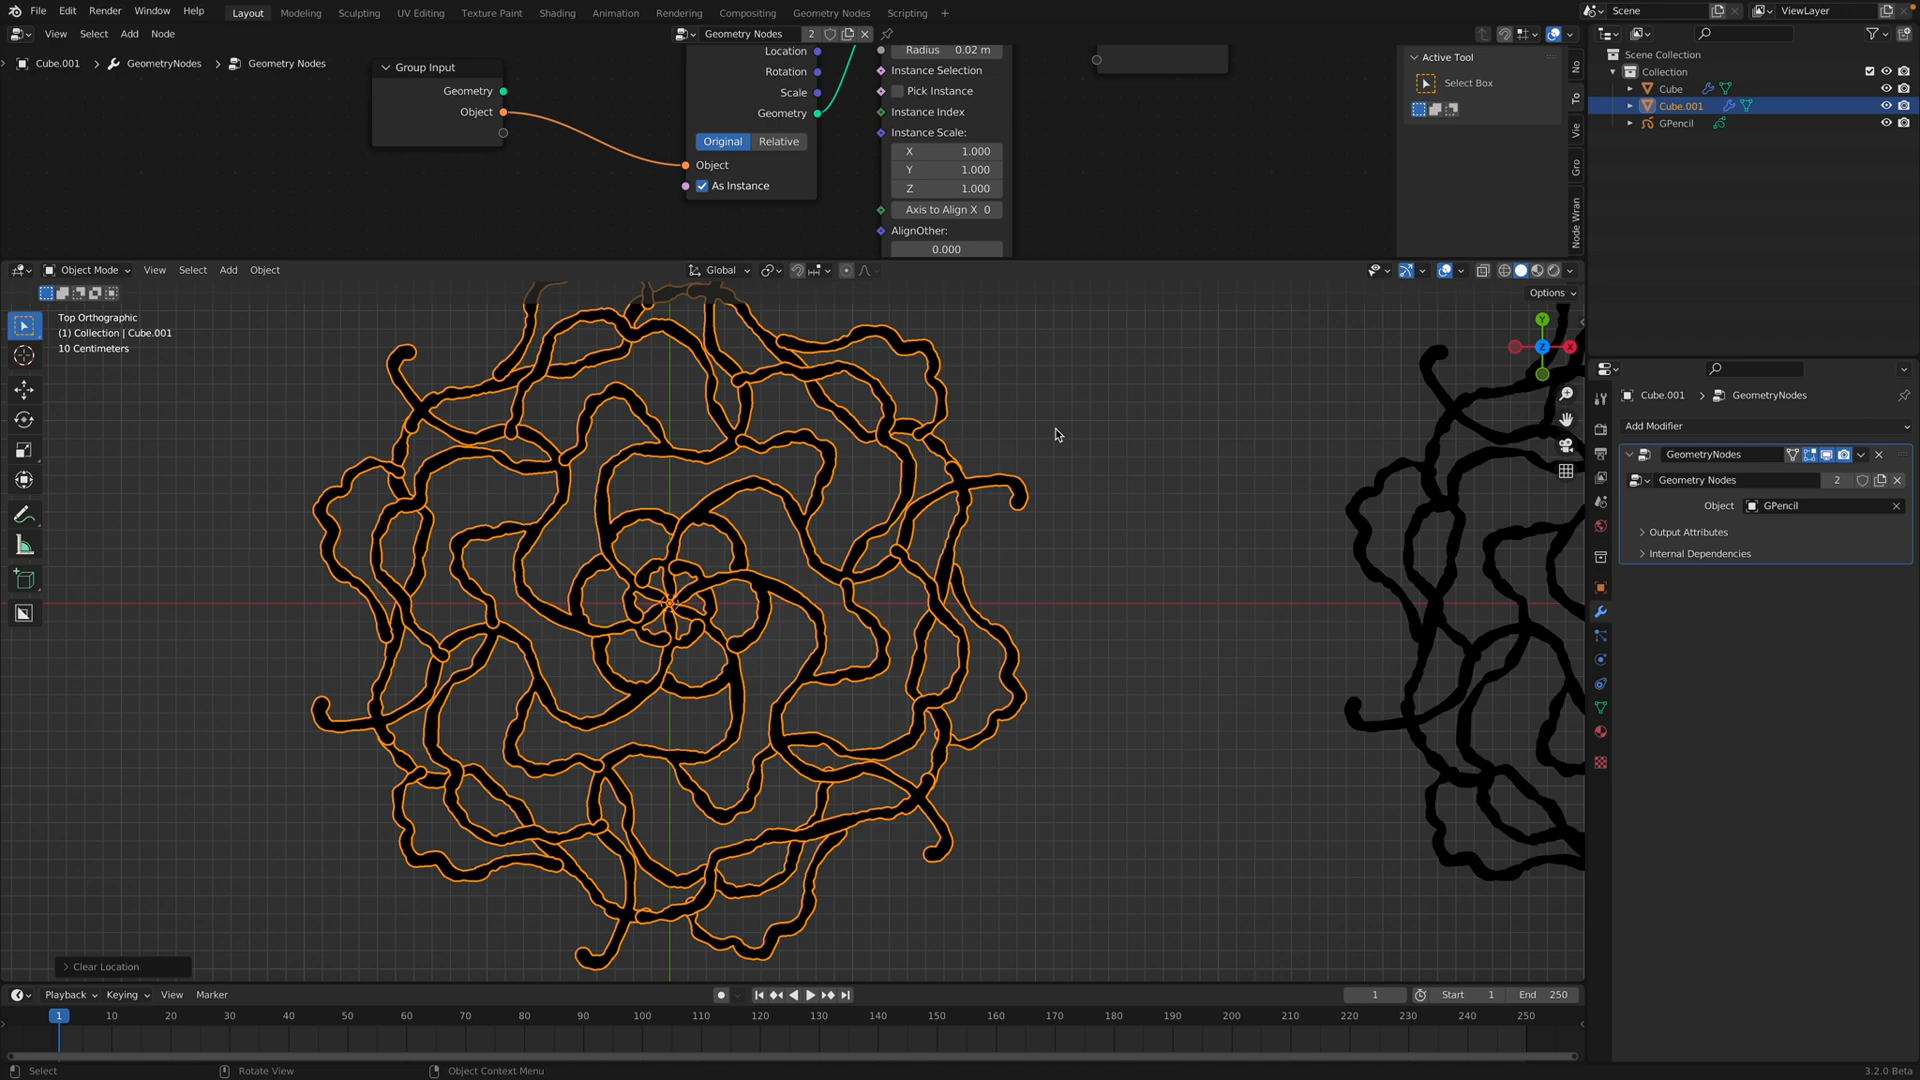 File Edit Render Window Help Layout Modeling Sculpting UV Editing Texture Paint Shading Animation Rendering Compositing Geometry Nodes Scripting + Scene ViewLayer
View Select Add Node Geometry Nodes 2
Cube.001 > GeometryNodes > Geometry Nodes
Group Input
Geometry
Object
Location
Rotation
Scale
Geometry
Original Relative
Object
As Instance
Radius 0.02 m
Instance Selection
Pick Instance
Instance Index
Instance Scale:
X 1.000
Y 1.000
Z 1.000
Axis to Align X 0
AlignOther:
0.000
Active Tool
Select Box
No
To
Vie
Gro
Node Wran
Scene Collection
Collection
Cube
Cube.001
GPencil
Object Mode View Select Add Object Global
Options
Top Orthographic
(1) Collection | Cube.001
10 Centimeters
Y
Z
X
Clear Location
Cube.001 > GeometryNodes
Add Modifier
GeometryNodes
Geometry Nodes 2
Object GPencil
Output Attributes
Internal Dependencies
Playback Keying View Marker 1 Start 1 End 250
1 10 20 30 40 50 60 70 80 90 100 110 120 130 140 150 160 170 180 190 200 210 220 230 240 250
Select Rotate View Object Context Menu 3.2.0 Beta